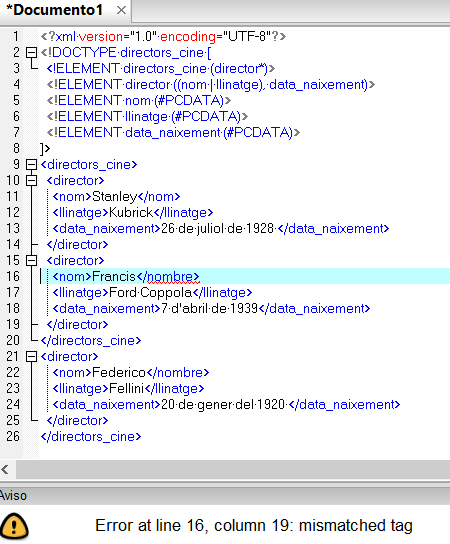 *Documento1 ×
1 <?xml version="1.0" encoding="UTF-8"?>
2 <!DOCTYPE directors_cine [
3 <!ELEMENT directors_cine (director*)>
4 <!ELEMENT director ((nom | llinatge), data_naixement)>
5 <!ELEMENT nom (#PCDATA)>
6 <!ELEMENT llinatge (#PCDATA)>
7 <!ELEMENT data_naixement (#PCDATA)>
8 ]>
9 <directors_cine>
10 <director>
11 <nom>Stanley</nom>
12 <llinatge>Kubrick</llinatge>
13 <data_naixement>26 de juliol de 1928 </data_naixement>
14 </director>
15 <director>
16 <nom>Francis</nombre>
17 <llinatge>Ford Coppola</llinatge>
18 <data_naixement>7 d'abril de 1939</data_naixement>
19 </director>
20 </directors_cine>
21 <director>
22 <nom>Federico</nombre>
23 <llinatge>Fellini</llinatge>
24 <data_naixement>20 de gener del 1920 </data_naixement>
25 </director>
26 </directors_cine>
Aviso
Error at line 16, column 19: mismatched tag